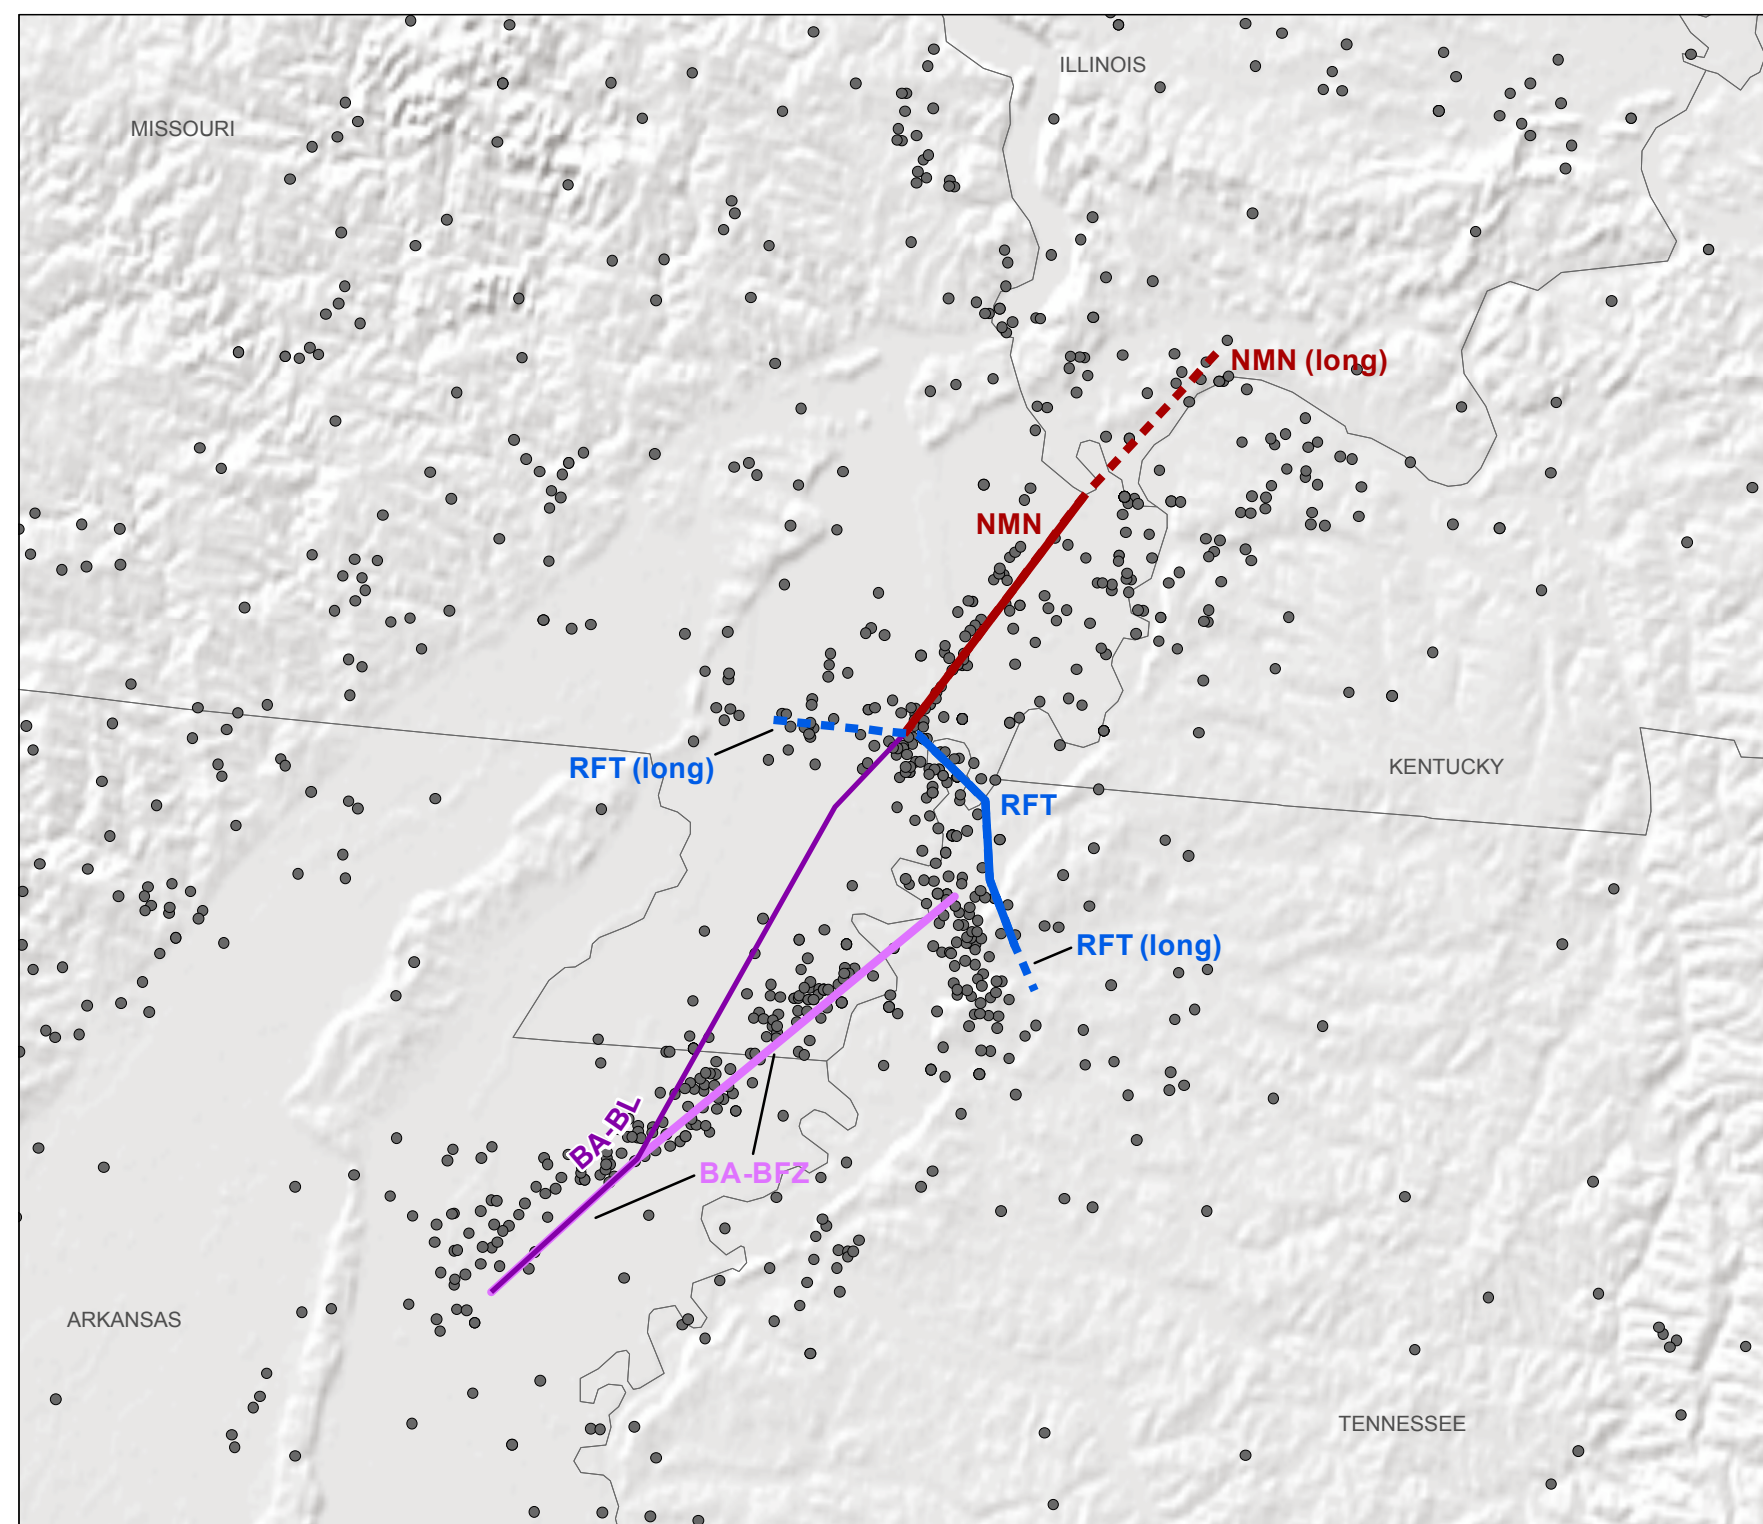 ILLINOIS
MISSOURI
NMN (long)
NMN
RFT (long)
KENTUCKY
RFT
RFT (long)
BA-BL
BA-BFZ
ARKANSAS
TENNESSEE